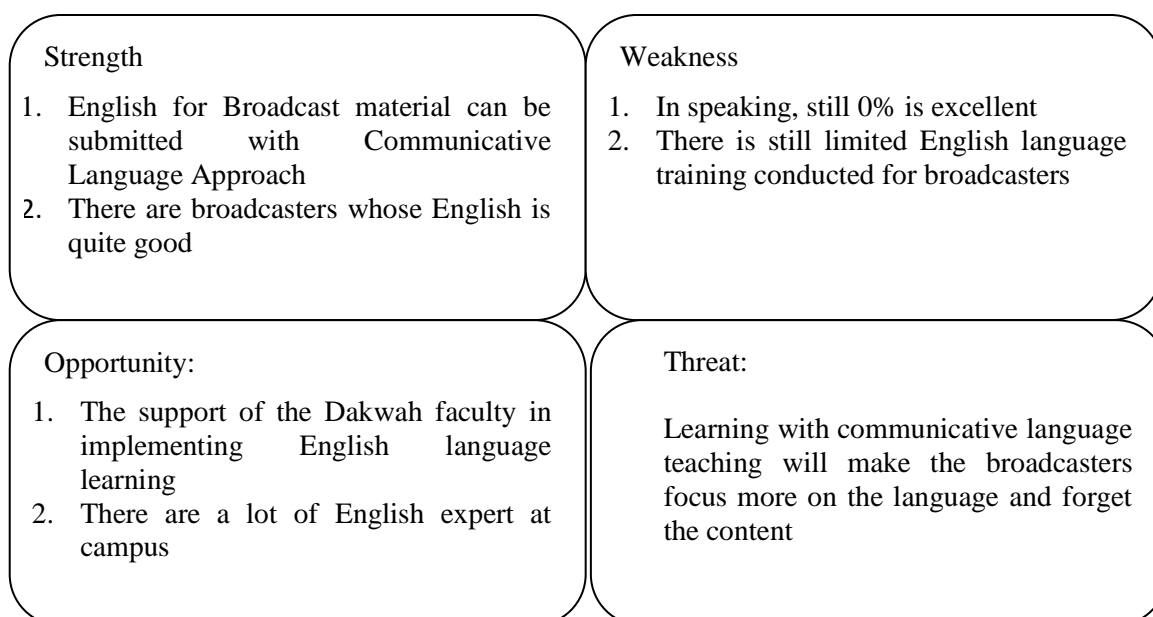 Strength
1. English for Broadcast material can be
submitted with Communicative
Language Approach
2. There are broadcasters whose English is
quite good
Weakness
1. In speaking, still 0% is excellent
2. There is still limited English language
training conducted for broadcasters
Opportunity:
1. The support of the Dakwah faculty in
implementing English language
learning
2. There are a lot of English expert at
campus
Threat:
Learning with communicative language
teaching will make the broadcasters
focus more on the language and forget
the content